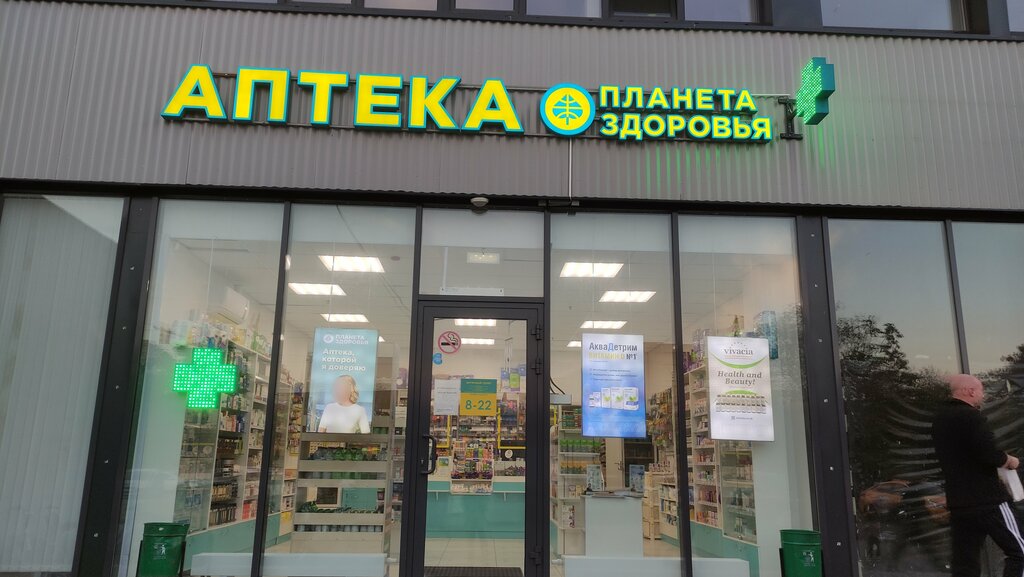 АПТЕКА
ПЛАНЕТА
ЗДОРОВЬЯ
ПЛАНЕТА
ЗДОРОВЬЯ
Аптека,
которой
я доверяю
8-22
АкваДетрим
ВИТАМИН D №1
vivacia
Health and
Beauty!